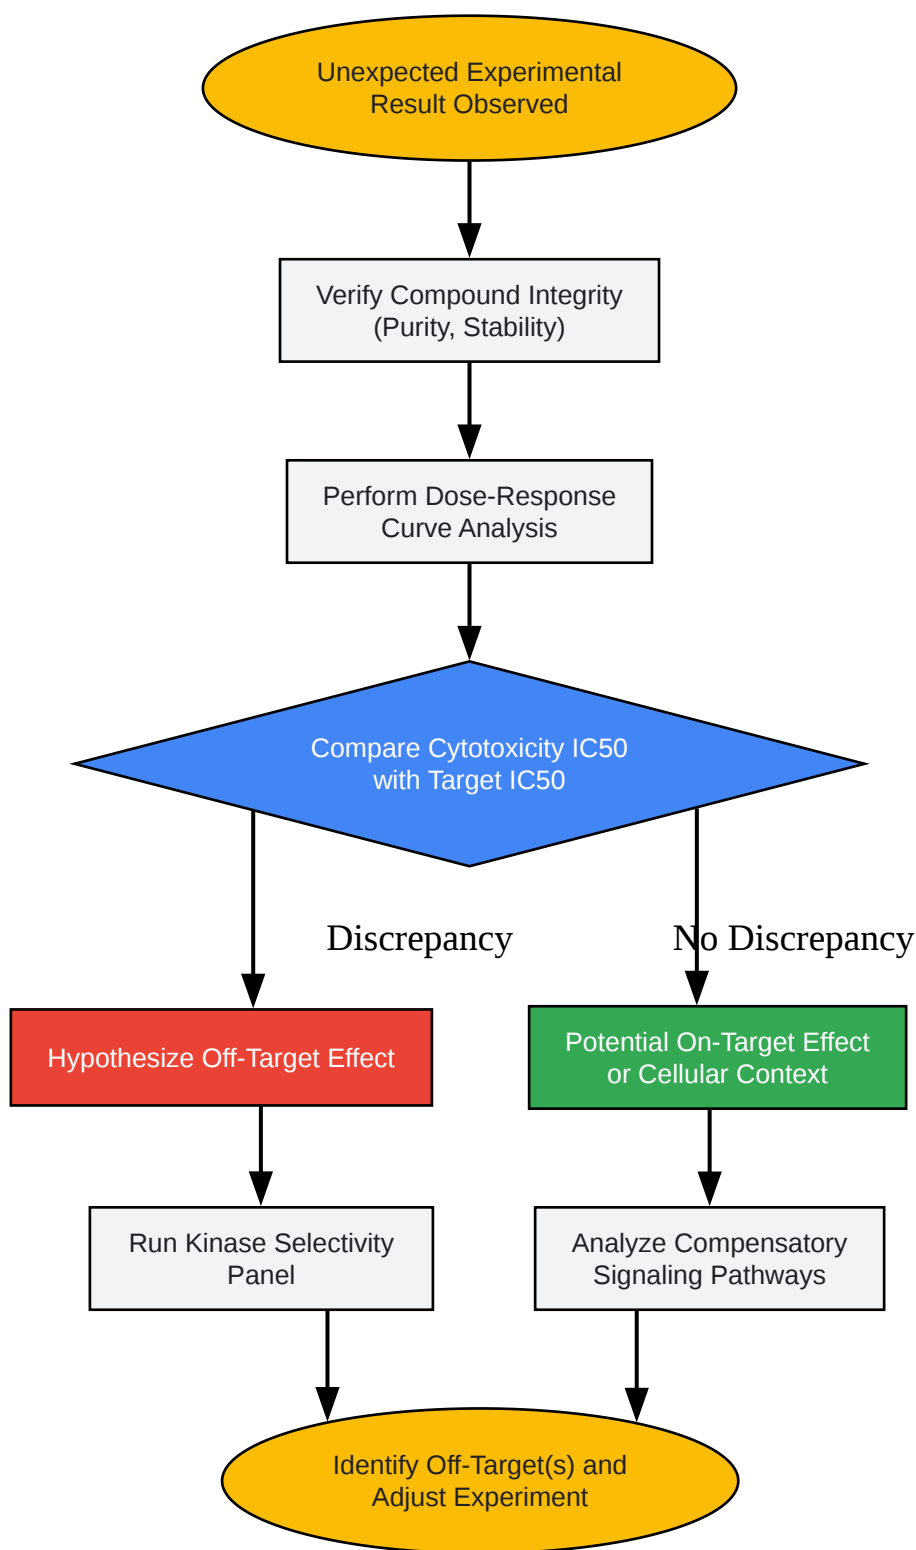 Unexpected Experimental
Result Observed
Verify Compound Integrity
(Purity, Stability)
Perform Dose-Response
Curve Analysis
Compare Cytotoxicity IC50
with Target IC50
Discrepancy
No Discrepancy
Hypothesize Off-Target Effect
Potential On-Target Effect
or Cellular Context
Run Kinase Selectivity
Panel
Analyze Compensatory
Signaling Pathways
Identify Off-Target(s) and
Adjust Experiment